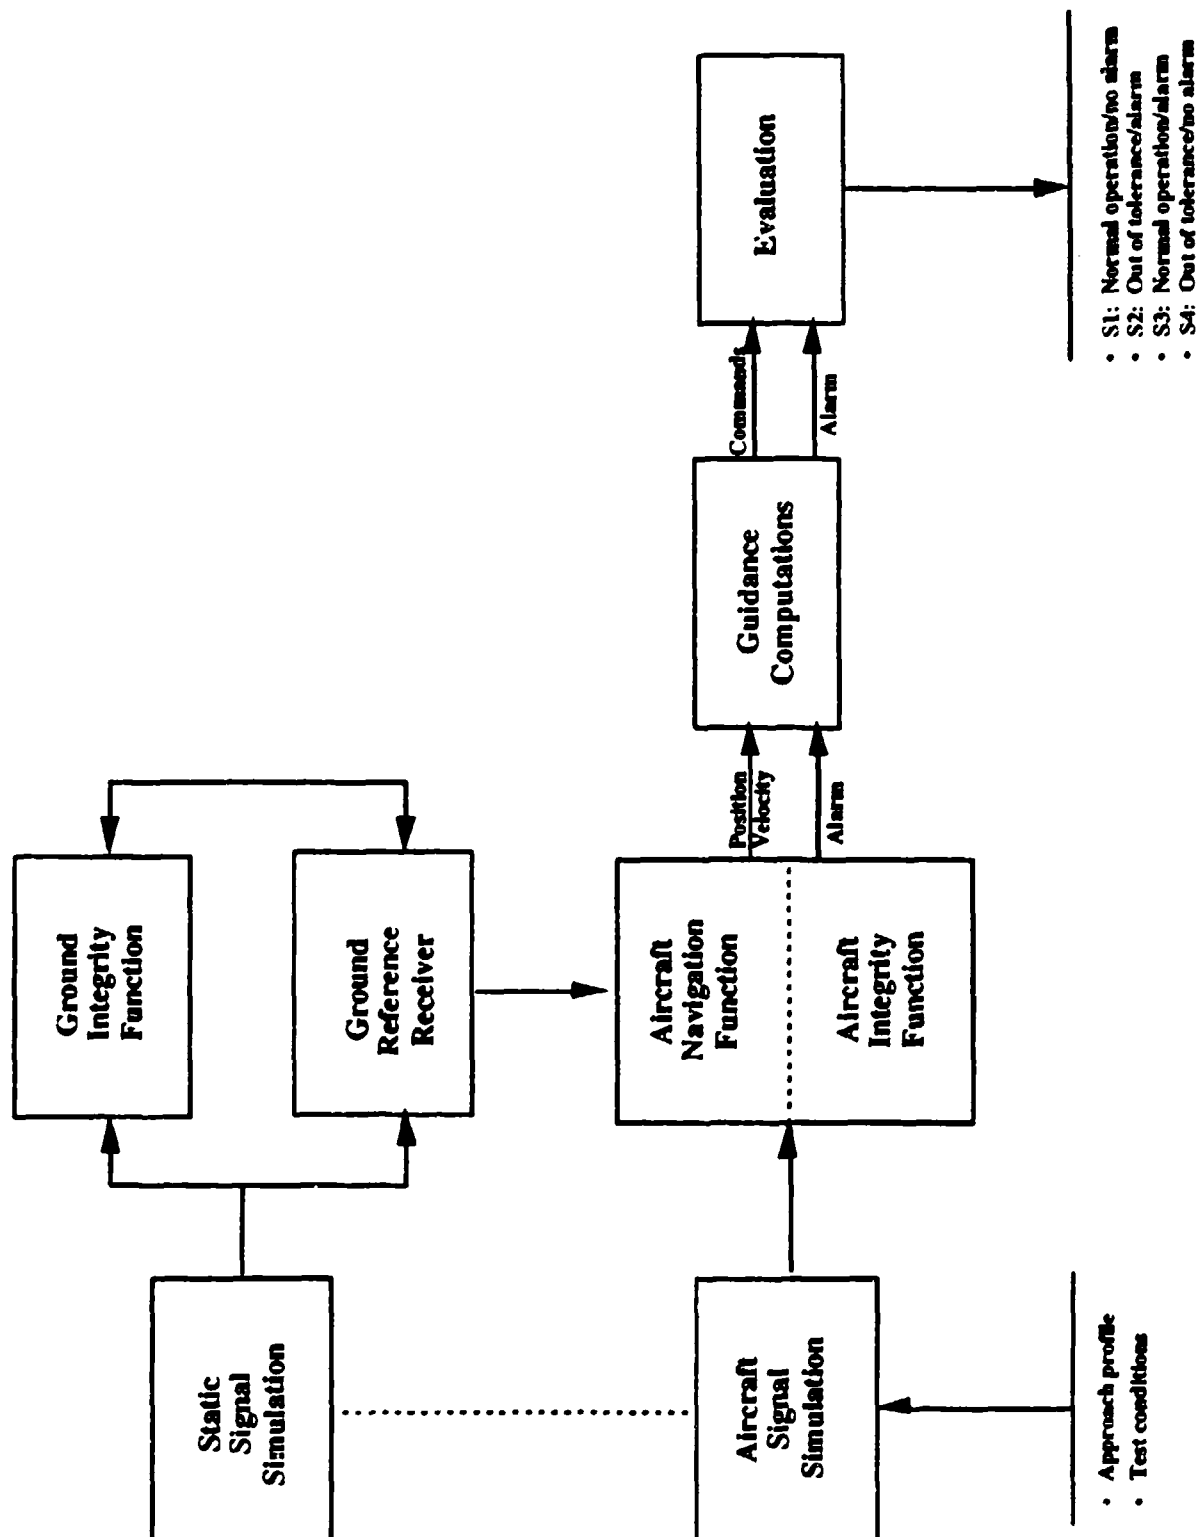 Static
Signal
Simulation
Ground
Integrity
Function
Ground
Reference
Receiver
Aircraft
Signal
Simulation
Aircraft
Navigation
Function
Aircraft
Integrity
Function
Position
Velocity
Alarm
Guidance
Computations
Commands
Alarm
Evaluation
• Approach profile
• Test conditions
• S1: Normal operation/no alarm
• S2: Out of tolerance/alarm
• S3: Normal operation/alarm
• S4: Out of tolerance/no alarm